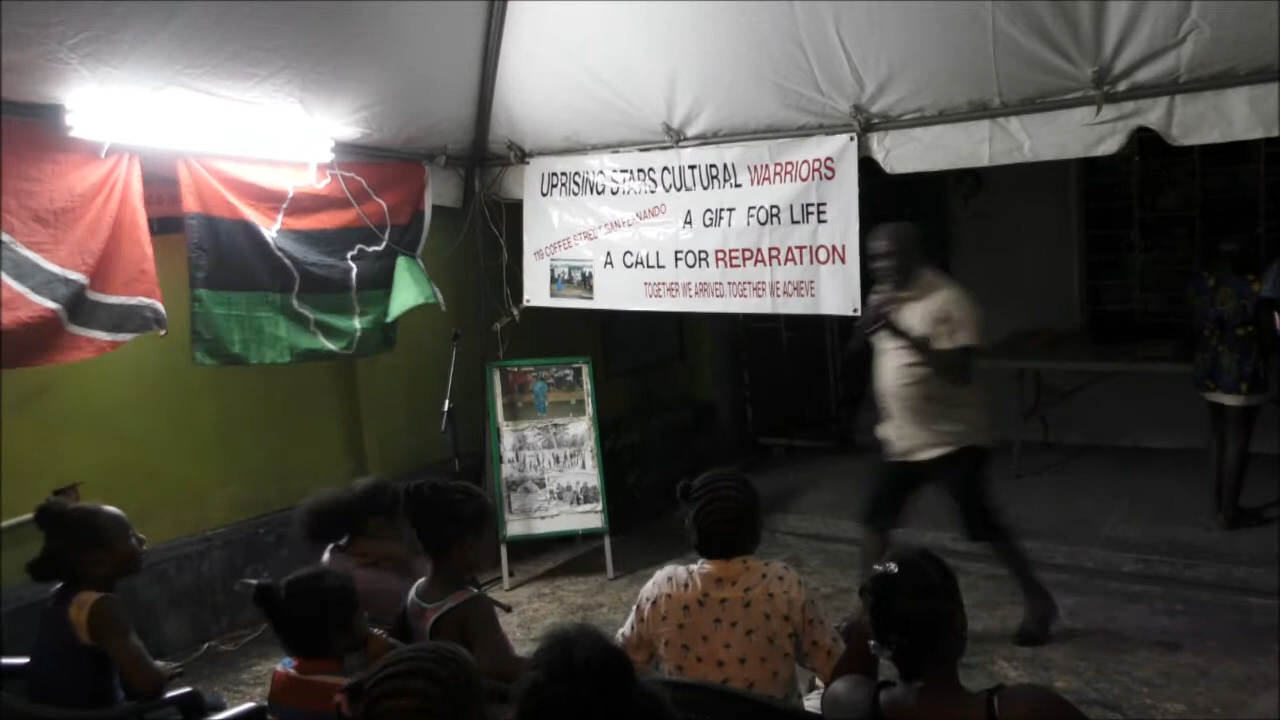 UPRISING STARS CULTURAL WARRIORS
119 COFFEE STREET SAN FERNANDO
A GIFT FOR LIFE
A CALL FOR REPARATION
TOGETHER WE ARRIVED, TOGETHER WE ACHIEVE